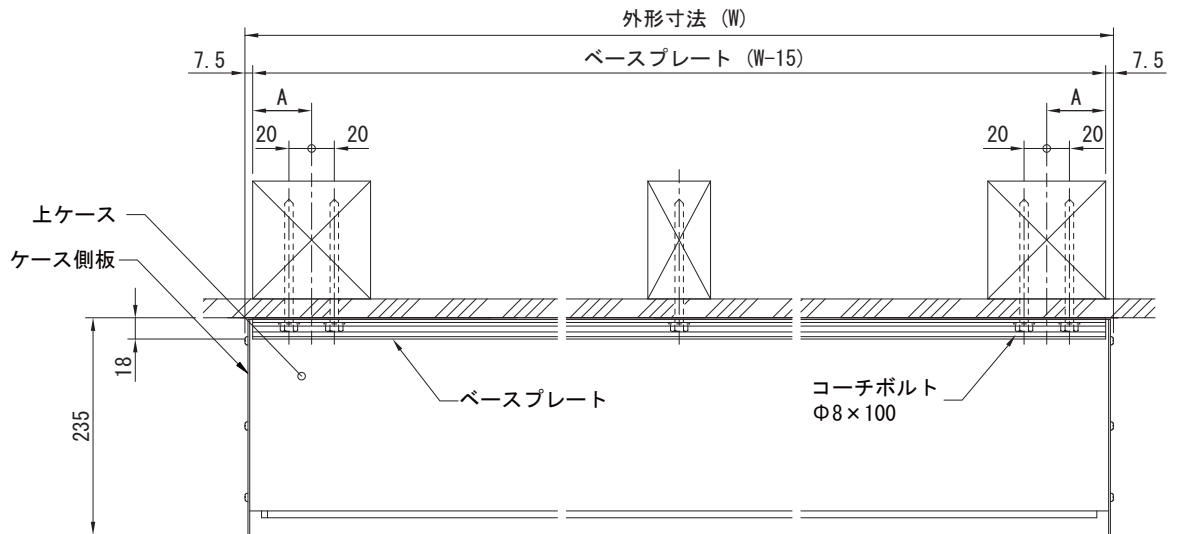 外形寸法 (W)
7.5
ベースプレート (W-15)
7.5
A
A
20
20
20
20
上ケース
ケース側板
18
235
ベースプレート
コーチボルト
Φ8×100